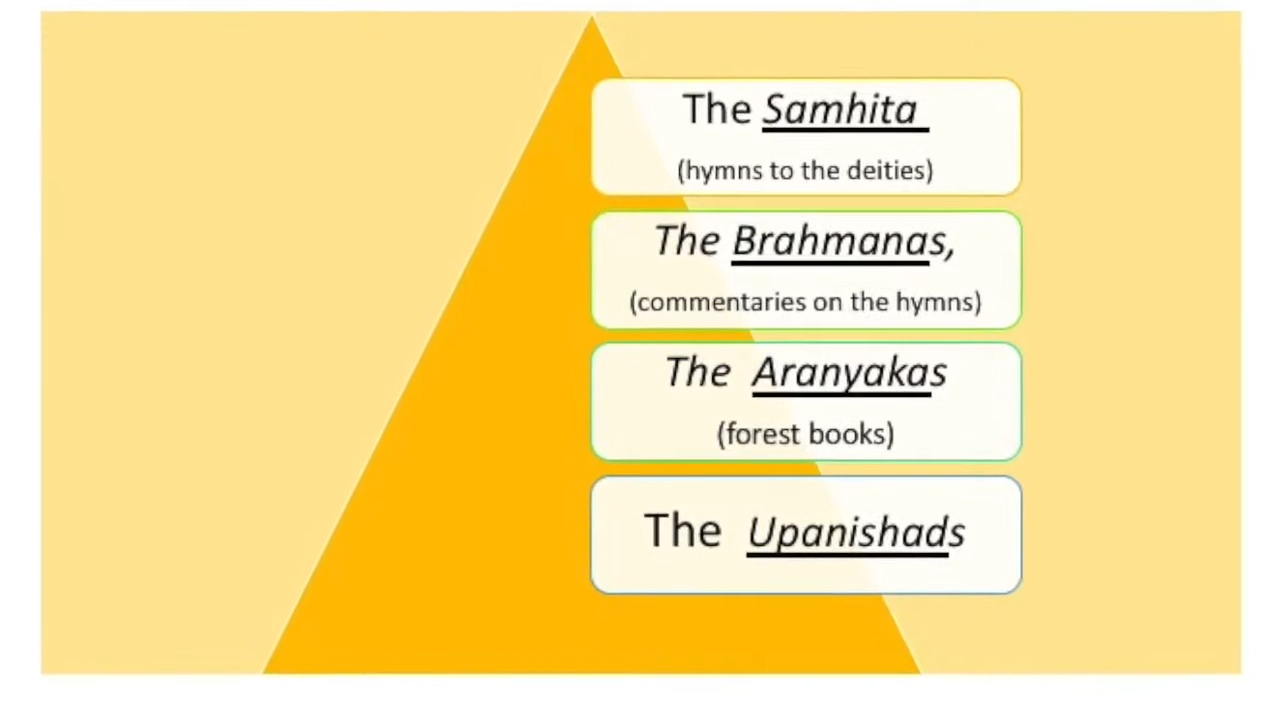 The Samhita
(hymns to the deities)
The Brahmanas,
(commentaries on the hymns)
The Aranyakas
(forest books)
The Upanishads